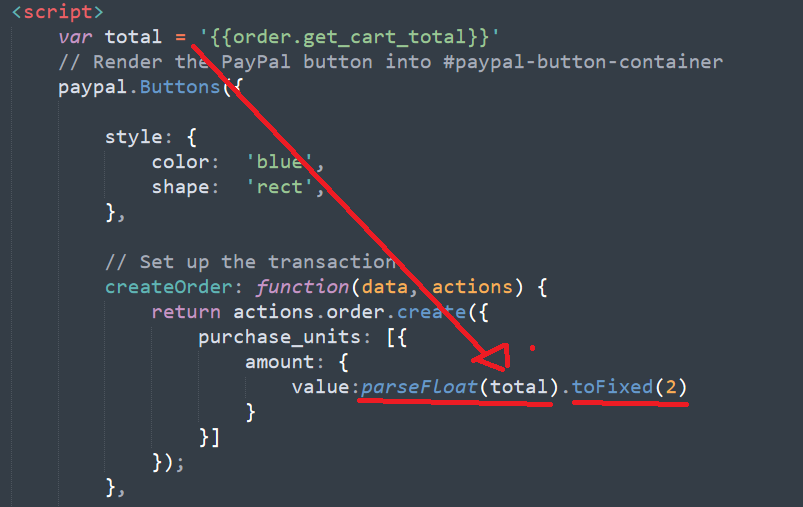 <script>
var total = '{{order.get_cart_total}}'
// Render the PayPal button into #paypal-button-container
paypal.Buttons({
style: {
color: 'blue',
shape: 'rect',
},
// Set up the transaction
createOrder: function(data, actions) {
return actions.order.create({
purchase_units: [{
amount: {
value:parseFloat(total).toFixed(2)
}
}]
});
},